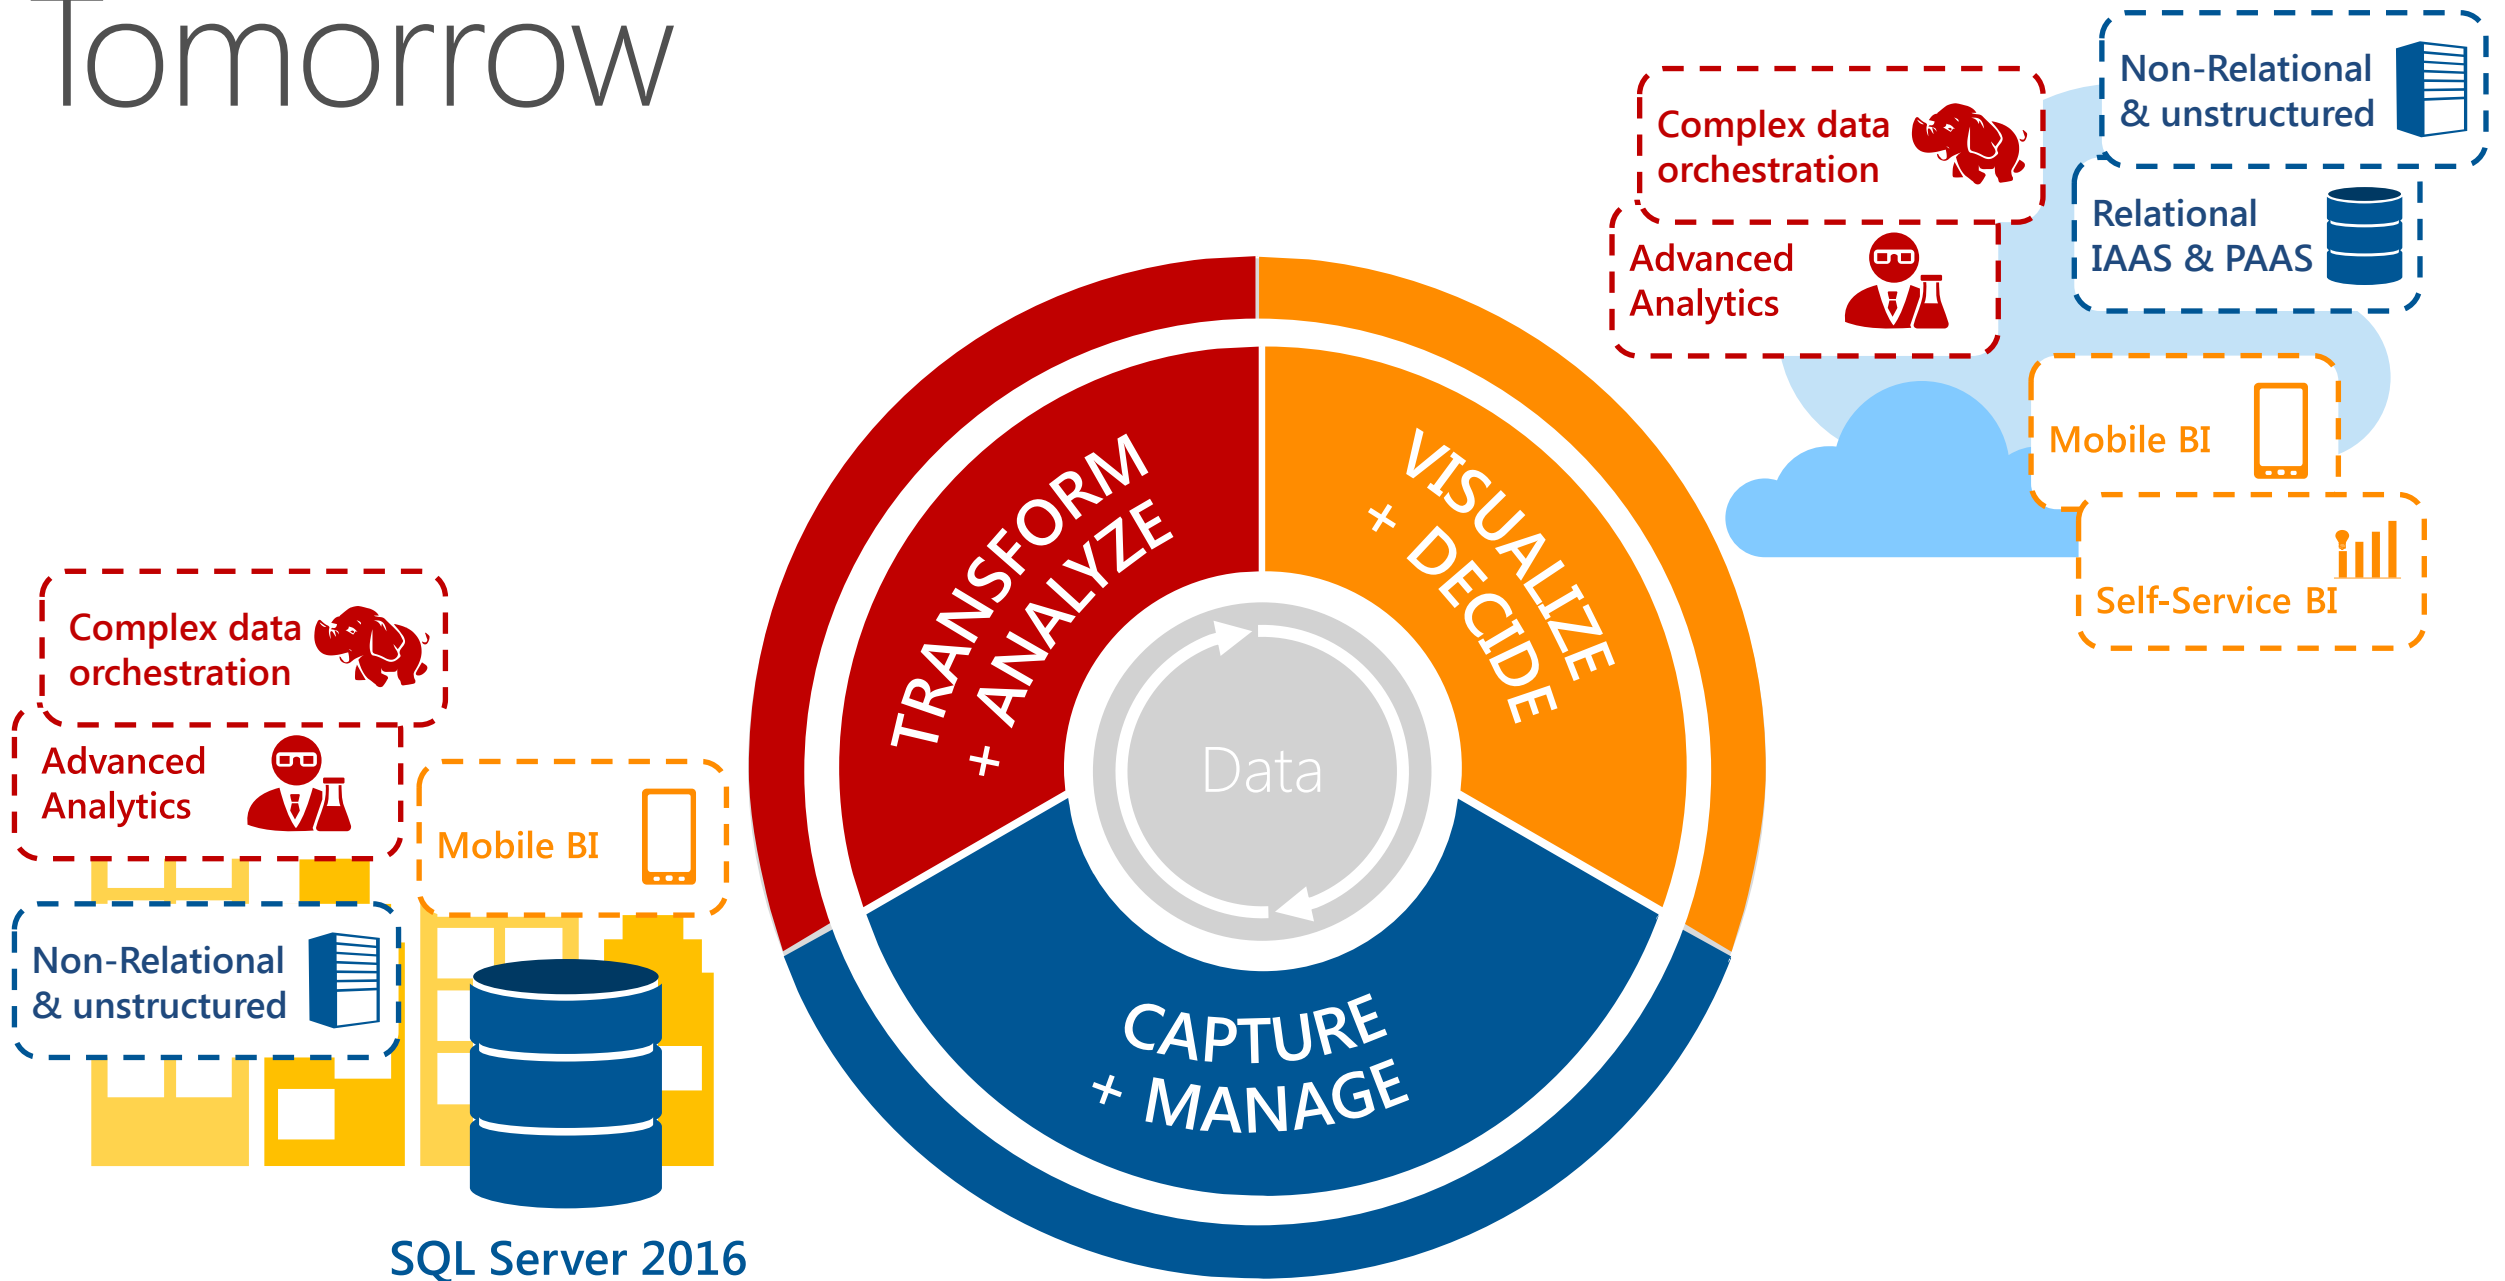 Tomorrow
Non-Relational
& unstructured
Complex data
orchestration
Relational
IAAS & PAAS
Advanced
Analytics
Mobile BI
Self-Service BI
TRANSFORM
+ ANALYZE
VISUALIZE
+ DECIDE
Data
CAPTURE
+ MANAGE
Complex data
orchestration
Advanced
Analytics
Mobile BI
Non-Relational
& unstructured
SQL Server 2016